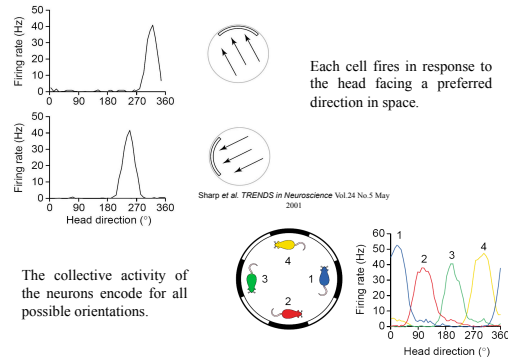 50
40
30
20
10
0
Firing rate (Hz)
0 90 180 270 360
Each cell fires in response to
the head facing a preferred
direction in space.
50
40
30
20
10
0
Firing rate (Hz)
0 90 180 270 360
Head direction (°)
Sharp et al. TRENDS in Neuroscience Vol.24 No.5 May
2001
The collective activity of
the neurons encode for all
possible orientations.
4
3 1
2
60
50
40
30
20
10
0
Firing rate (Hz)
1 2 3 4
0 90 180 270 360
Head direction (°)